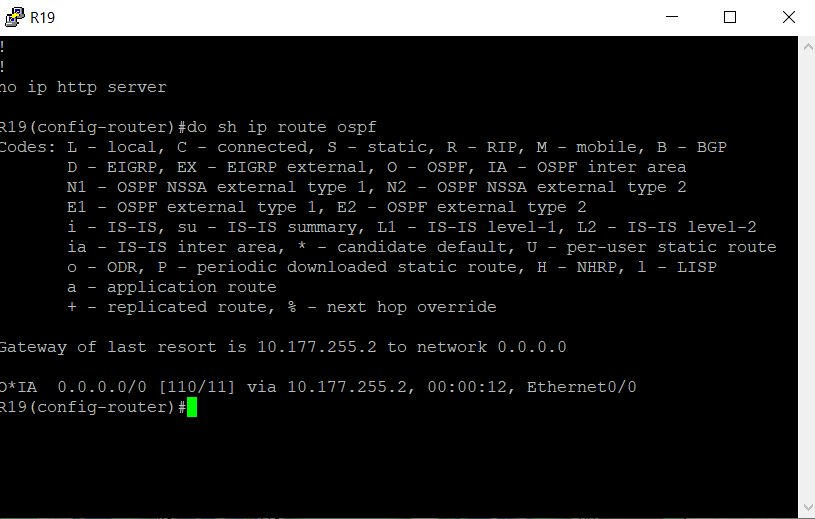 R19
!
!
no ip http server
R19(config-router)#do sh ip route ospf
Codes: L - local, C - connected, S - static, R - RIP, M - mobile, B - BGP
D - EIGRP, EX - EIGRP external, O - OSPF, IA - OSPF inter area
N1 - OSPF NSSA external type 1, N2 - OSPF NSSA external type 2
E1 - OSPF external type 1, E2 - OSPF external type 2
i - IS-IS, su - IS-IS summary, L1 - IS-IS level-1, L2 - IS-IS level-2
ia - IS-IS inter area, * - candidate default, U - per-user static route
o - ODR, P - periodic downloaded static route, H - NHRP, l - LISP
a - application route
+ - replicated route, % - next hop override
Gateway of last resort is 10.177.255.2 to network 0.0.0.0
O*IA  0.0.0.0/0 [110/11] via 10.177.255.2, 00:00:12, Ethernet0/0
R19(config-router)#